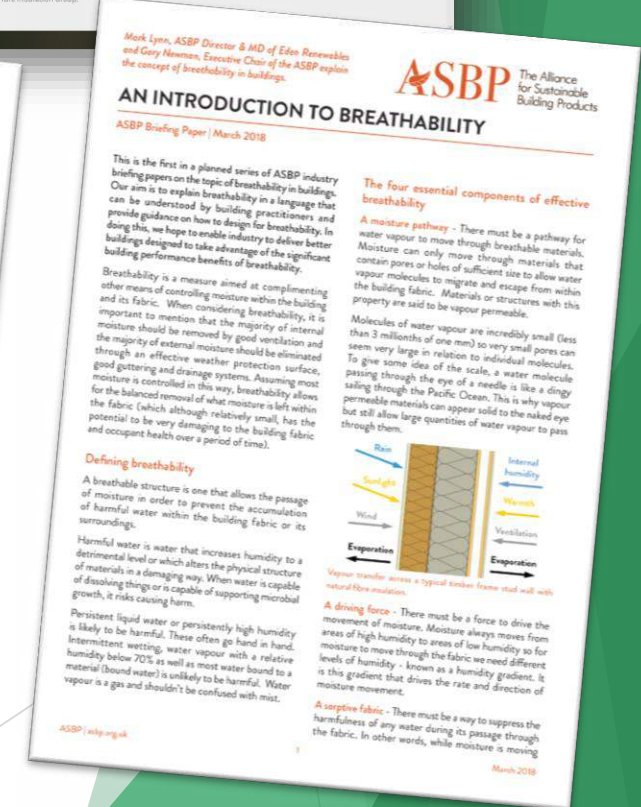 Mark Lynn, ASBP Director & MD of Eden Renewables
and Gary Newman, Executive Chair of the ASBP explain
the concept of breathability in buildings.
ASBP The Alliance
for Sustainable
Building Products
AN INTRODUCTION TO BREATHABILITY
ASBP Briefing Paper | March 2018
This is the first in a planned series of ASBP industry
briefing papers on the topic of breathability in buildings.
Our aim is to explain breathability in a language that
can be understood by building practitioners and
provide guidance on how to design for breathability. In
doing this, we hope to enable industry to deliver better
buildings designed to take advantage of the significant
building performance benefits of breathability.
Breathability is a measure aimed at complimenting
other means of controlling moisture within the building
and its fabric. When considering breathability, it is
important to mention that the majority of internal
moisture should be removed by good ventilation and
the majority of external moisture should be eliminated
through an effective weather protection surface,
good guttering and drainage systems. Assuming most
moisture is controlled in this way, breathability allows
for the balanced removal of what moisture is left within
the fabric (which although relatively small, has the
potential to be very damaging to the building fabric
and occupant health over a period of time).
Defining breathability
A breathable structure is one that allows the passage
of moisture in order to prevent the accumulation
of harmful water within the building fabric or its
surroundings.
Harmful water is water that increases humidity to a
detrimental level or which alters the physical structure
of materials in a damaging way. When water is capable
of dissolving things or is capable of supporting microbial
growth, it risks causing harm.
Persistent liquid water or persistently high humidity
is likely to be harmful. These often go hand in hand.
Intermittent wetting, water vapour with a relative
humidity below 70% as well as most water bound to a
material (bound water) is unlikely to be harmful. Water
vapour is a gas and shouldn't be confused with mist.
The four essential components of effective
breathability
A moisture pathway - There must be a pathway for
water vapour to move through breathable materials.
Moisture can only move through materials that
contain pores or holes of sufficient size to allow water
vapour molecules to migrate and escape from within
the building fabric. Materials or structures with this
property are said to be vapour permeable.
Molecules of water vapour are incredibly small (less
than 3 millionths of one mm) so very small pores can
seem very large in relation to individual molecules.
To give some idea of the scale, a water molecule
passing through the eye of a needle is like a dingy
sailing through the Pacific Ocean. This is why vapour
permeable materials can appear solid to the naked eye
but still allow large quantities of water vapour to pass
through them.
Rain
Sunlight
Wind
Evaporation
Internal
humidity
Warmth
Ventilation
Evaporation
Vapour transfer across a typical timber frame stud wall with
natural fibre insulation.
A driving force - There must be a force to drive the
movement of moisture. Moisture always moves from
areas of high humidity to areas of low humidity so for
moisture to move through the fabric we need different
levels of humidity - known as a humidity gradient. It
is this gradient that drives the rate and direction of
moisture movement.
A sorptive fabric - There must be a way to suppress the
harmfulness of any water during its passage through
the fabric. In other words, while moisture is moving
ASBP | asbp.org.uk
1
March 2018